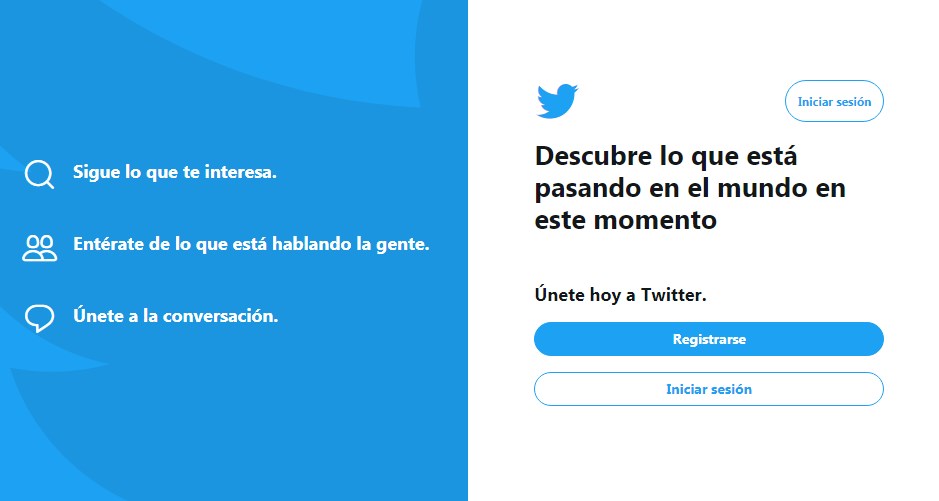 Sigue lo que te interesa.
Entérate de lo que está hablando la gente.
Únete a la conversación.
Iniciar sesión
Descubre lo que está
pasando en el mundo en
este momento
Únete hoy a Twitter.
Registrarse
Iniciar sesión